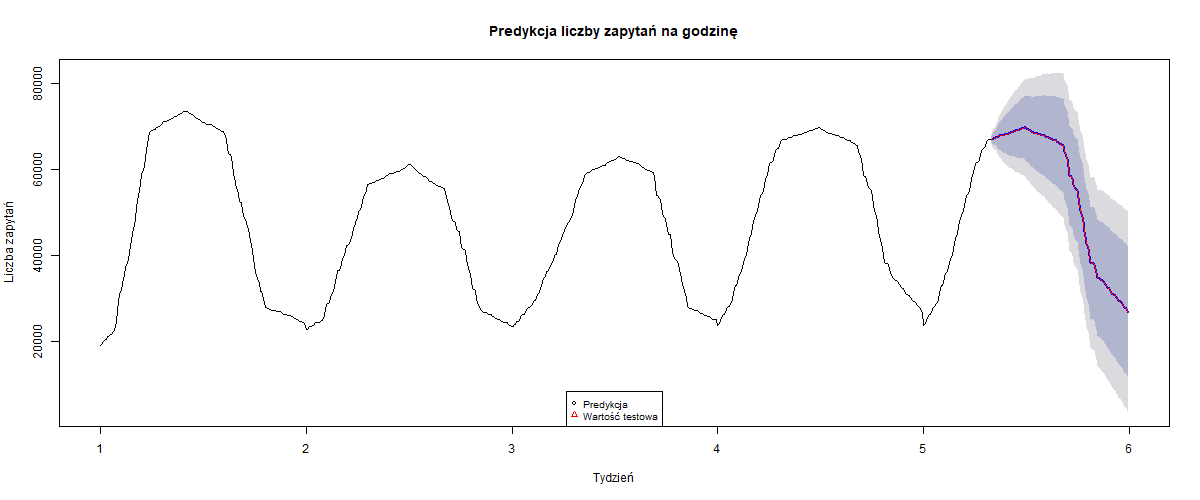 Predykcja liczby zapytań na godzinę
Liczba zapytań
80000
60000
40000
20000
Predykcja
Wartość testowa
1 2 3 4 5 6
Tydzień